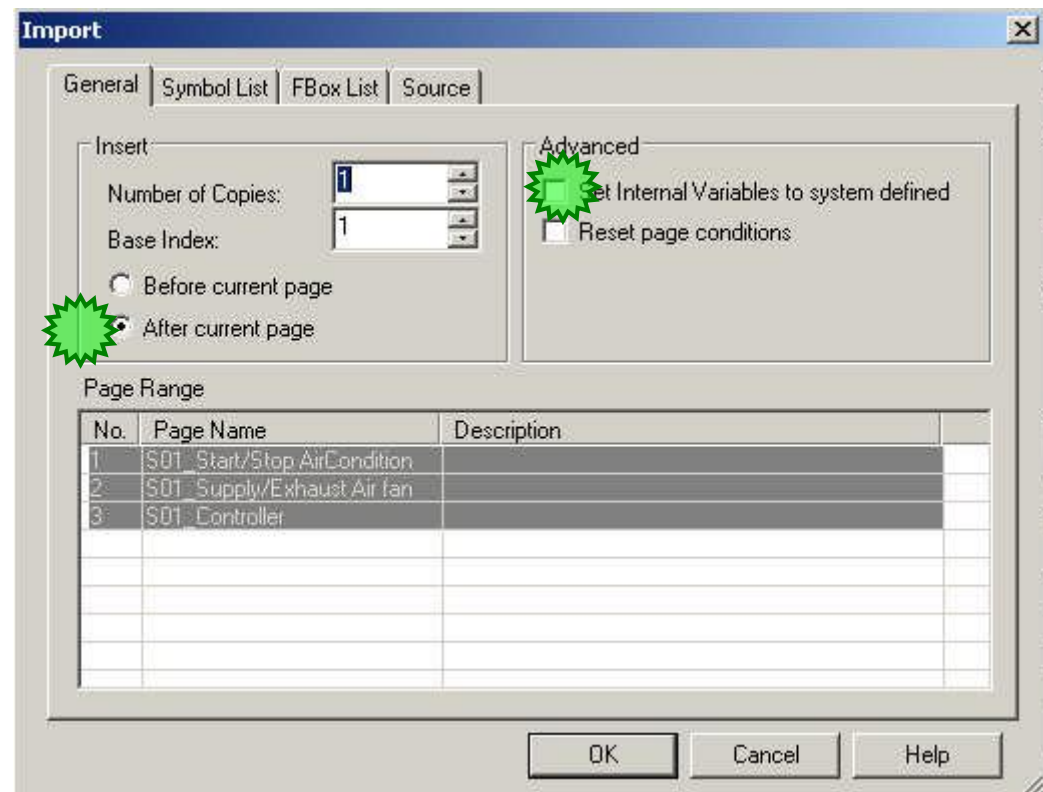 Import
General Symbol List FBox List Source
Insert
Number of Copies: 1
Base Index: 1
Before current page
After current page
Advanced
Set Internal Variables to system defined
Reset page conditions
Page Range
No. Page Name Description
1 S01_Start/Stop AirCondition
2 S01_Supply/Exhaust Air fan
3 S01_Controller
OK Cancel Help